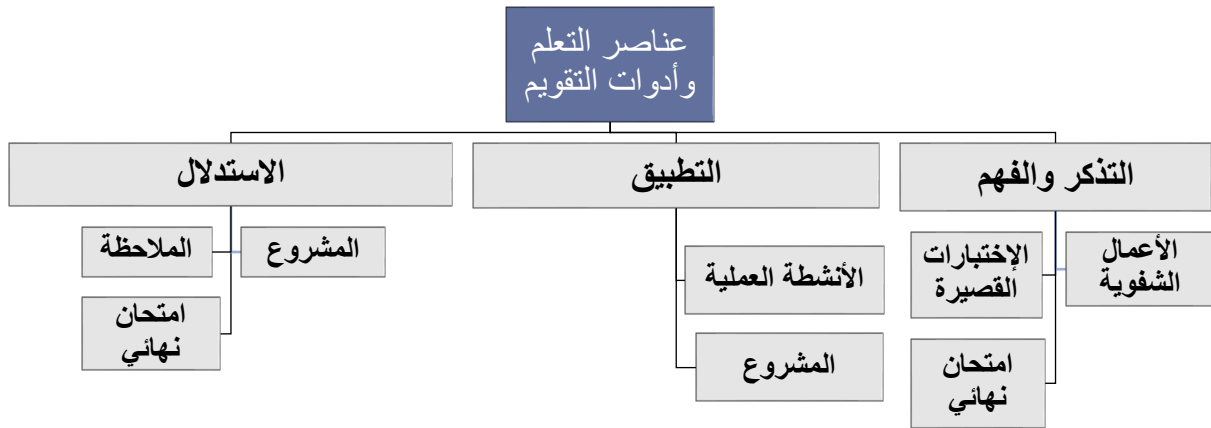 عناصر التعلم
وأدوات التقويم
التذكر والفهم
التطبيق
الاستدلال
الأعمال
الشفوية
الإختبارات
القصيرة
امتحان
نهائي
الأنشطة العملية
المشروع
المشروع
الملاحظة
امتحان
نهائي